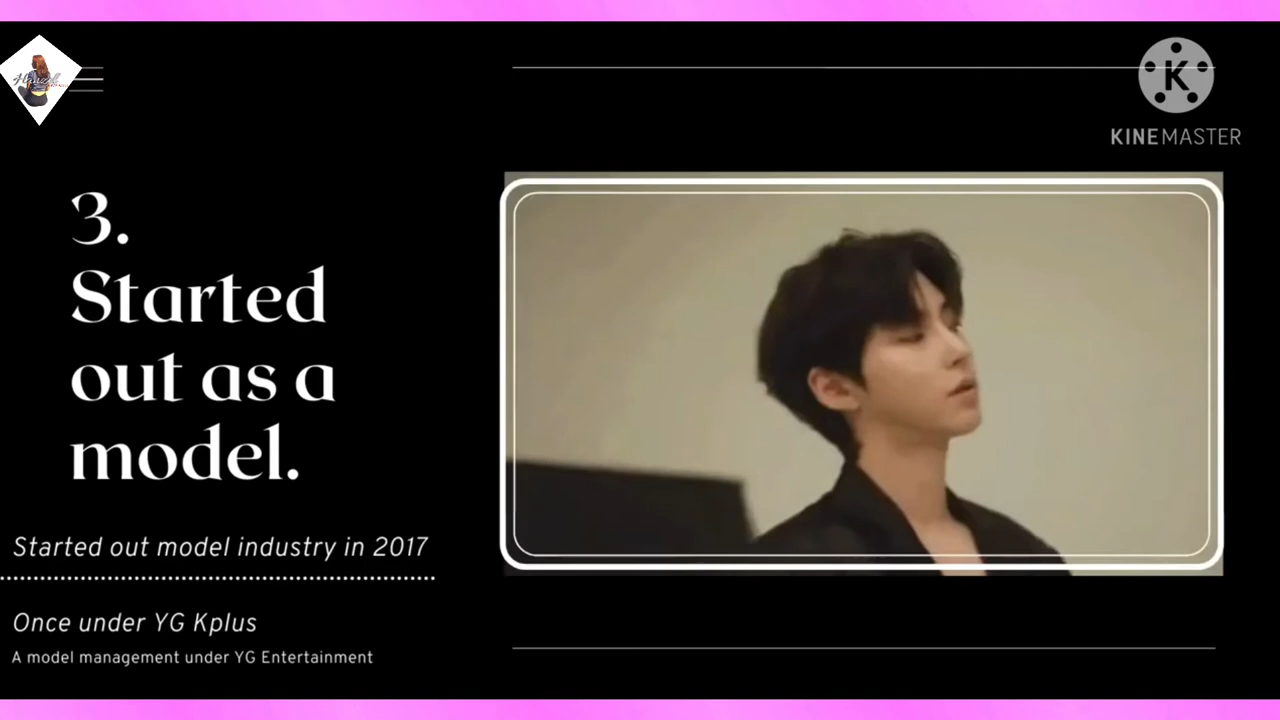 KINEMASTER
3.
Started
out as a
model.
Started out model industry in 2017
Once under YG Kplus
A model management under YG Entertainment